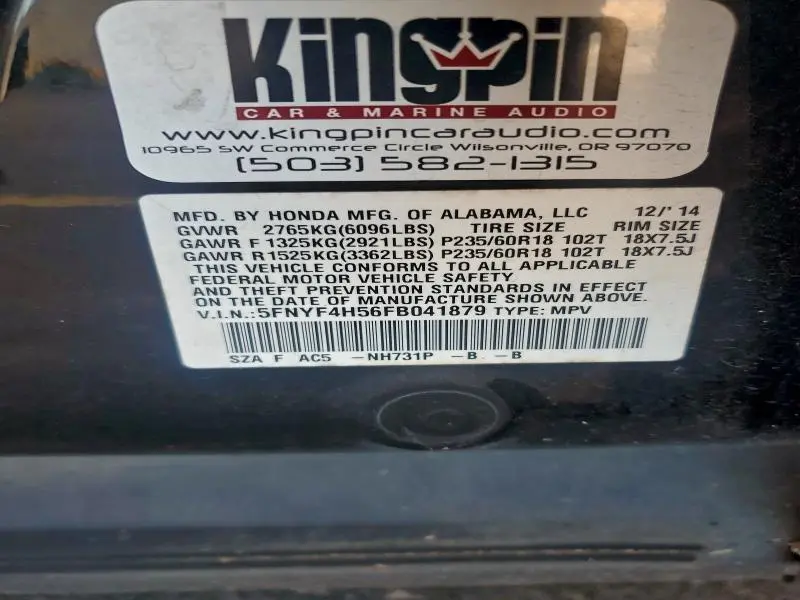 Kingpin
CAR & MARINE AUDIO
www.kingpincaraudio.com
10965 SW Commerce Circle Wilsonville, OR 97070
(503) 582-1315
MFD. BY HONDA MFG. OF ALABAMA, LLC 12/'14
GVWR 2765KG(6096LBS) TIRE SIZE RIM SIZE
GAWR F 1325KG(2921LBS) P235/60R18 102T 18X7.5J
GAWR R 1525KG(3362LBS) P235/60R18 102T 18X7.5J
THIS VEHICLE CONFORMS TO ALL APPLICABLE
FEDERAL MOTOR VEHICLE SAFETY
AND THEFT PREVENTION STANDARDS IN EFFECT
ON THE DATE OF MANUFACTURE SHOWN ABOVE.
V.I.N.:5FNYF4H56FB041879 TYPE: MPV
SZA F AC5 -NH731P -B -B